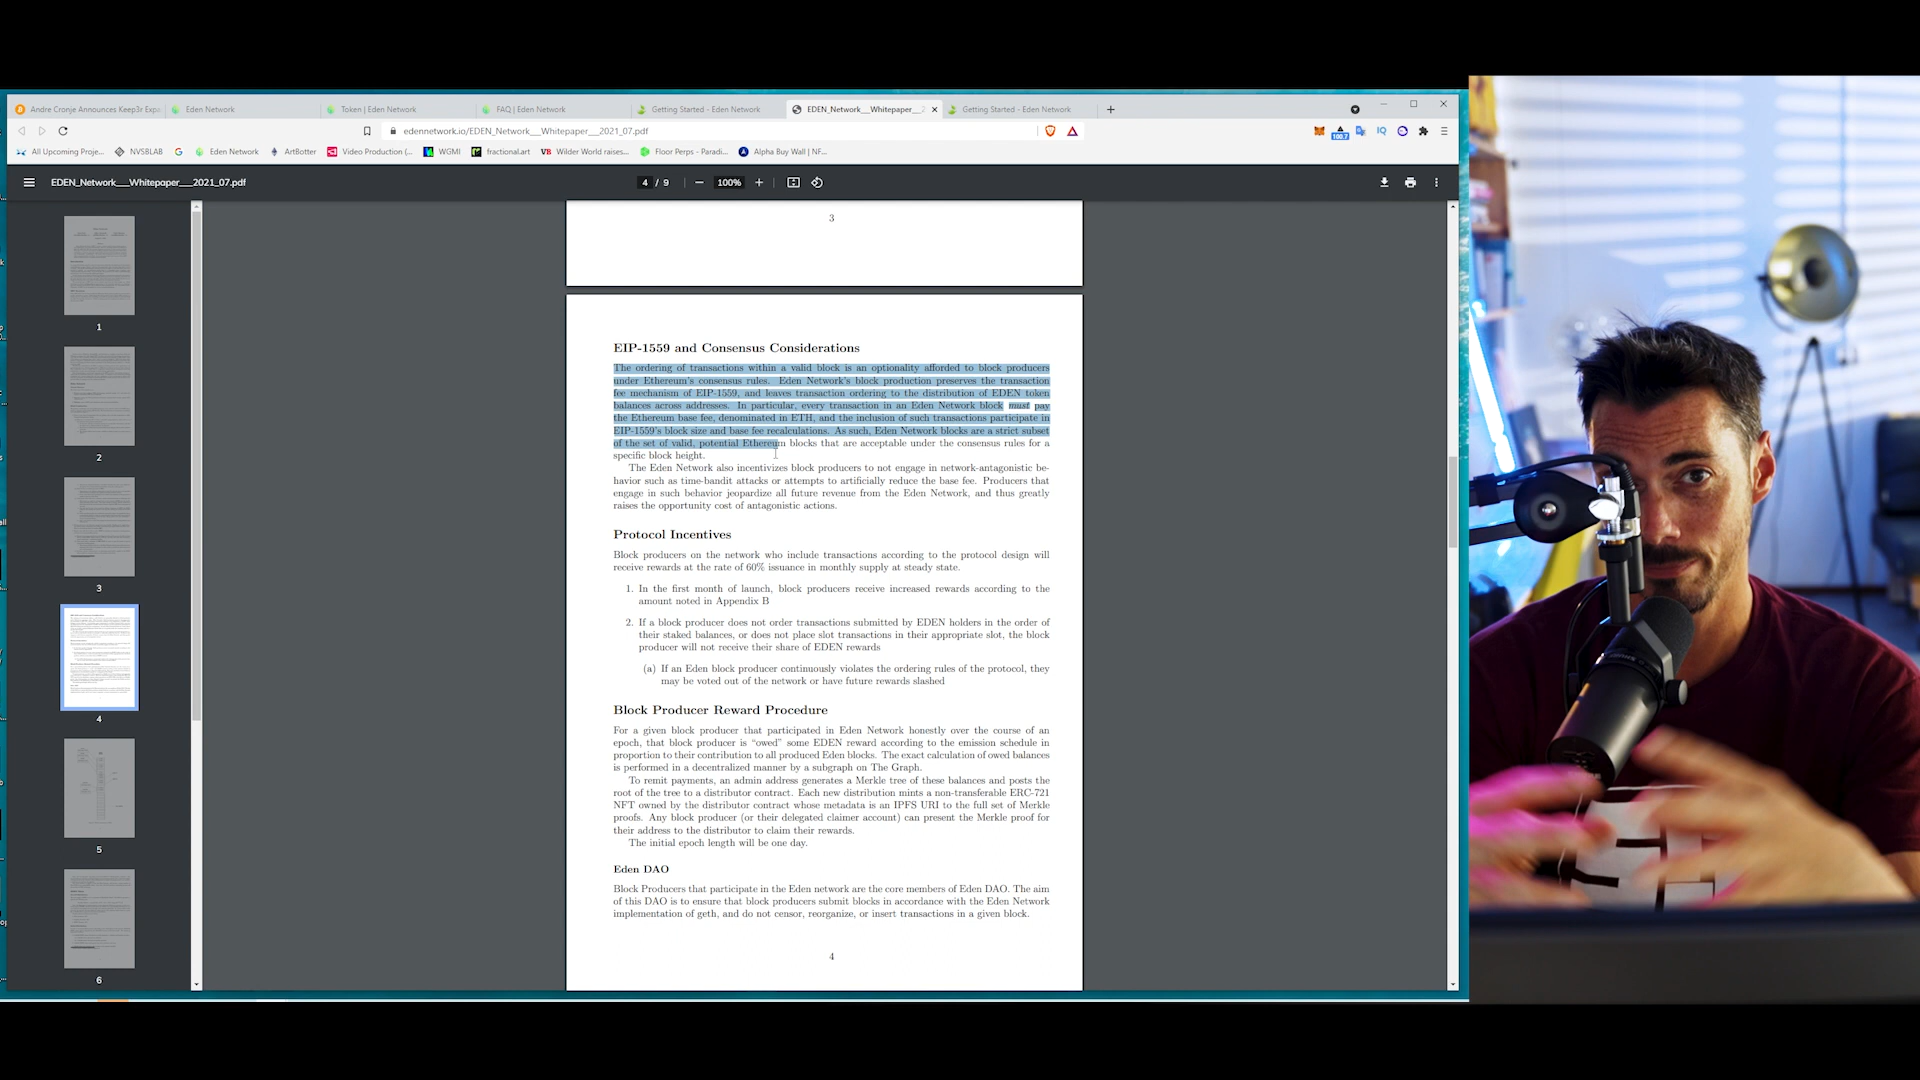 Andre Cronje Announces Keep3r Exp
Eden Network
Token | Eden Network
FAQ | Eden Network
Getting Started - Eden Network
EDEN_Network__Whitepaper__2
Getting Started - Eden Network
edennetwork.io/EDEN_Network__Whitepaper__2021_07.pdf
100.7
IQ
All Upcoming Proje...
NVSBLAB
Eden Network
ArtBotter
Video Production (...
WGMI
fractional.art
Wilder World raises...
Floor Perps - Paradi...
Alpha Buy Wall | NF...
EDEN_Network__Whitepaper__2021_07.pdf
4 / 9
100%
1
2
3
4
5
6
3
EIP-1559 and Consensus Considerations
The ordering of transactions within a valid block is an optionality afforded to block producers
under Ethereum's consensus rules. Eden Network's block production preserves the transaction
fee mechanism of EIP-1559, and leaves transaction ordering to the distribution of EDEN token
balances across addresses. In particular, every transaction in an Eden Network block must pay
the Ethereum base fee, denominated in ETH, and the inclusion of such transactions participate in
EIP-1559's block size and base fee recalculations. As such, Eden Network blocks are a strict subset
of the set of valid, potential Ethereum blocks that are acceptable under the consensus rules for a
specific block height.
The Eden Network also incentivizes block producers to not engage in network-antagonistic be-
havior such as time-bandit attacks or attempts to artificially reduce the base fee. Producers that
engage in such behavior jeopardize all future revenue from the Eden Network, and thus greatly
raises the opportunity cost of antagonistic actions.
Protocol Incentives
Block producers on the network who include transactions according to the protocol design will
receive rewards at the rate of 60% issuance in monthly supply at steady state.
1. In the first month of launch, block producers receive increased rewards according to the
amount noted in Appendix B
2. If a block producer does not order transactions submitted by EDEN holders in the order of
their staked balances, or does not place slot transactions in their appropriate slot, the block
producer will not receive their share of EDEN rewards
(a) If an Eden block producer continuously violates the ordering rules of the protocol, they
may be voted out of the network or have future rewards slashed
Block Producer Reward Procedure
For a given block producer that participated in Eden Network honestly over the course of an
epoch, that block producer is “owed” some EDEN reward according to the emission schedule in
proportion to their contribution to all produced Eden blocks. The exact calculation of owed balances
is performed in a decentralized manner by a subgraph on The Graph.
To remit payments, an admin address generates a Merkle tree of these balances and posts the
root of the tree to a distributor contract. Each new distribution mints a non-transferable ERC-721
NFT owned by the distributor contract whose metadata is an IPFS URI to the full set of Merkle
proofs. Any block producer (or their delegated claimer account) can present the Merkle proof for
their address to the distributor to claim their rewards.
The initial epoch length will be one day.
Eden DAO
Block Producers that participate in the Eden network are the core members of Eden DAO. The aim
of this DAO is to ensure that block producers submit blocks in accordance with the Eden Network
implementation of geth, and do not censor, reorganize, or insert transactions in a given block.
4